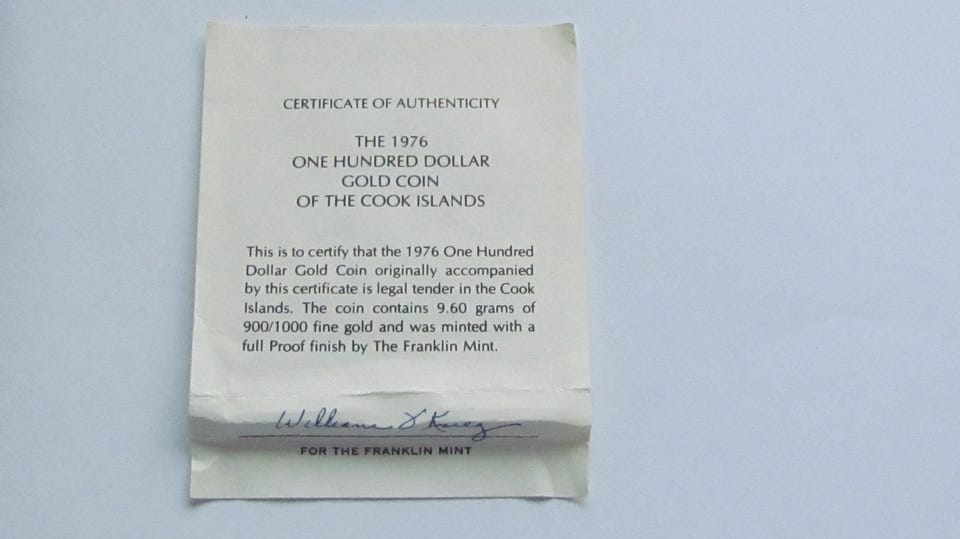 CERTIFICATE OF AUTHENTICITY
THE 1976
ONE HUNDRED DOLLAR
GOLD COIN
OF THE COOK ISLANDS
This is to certify that the 1976 One Hundred
Dollar Gold Coin originally accompanied
by this certificate is legal tender in the Cook
Islands. The coin contains 9.60 grams of
900/1000 fine gold and was minted with a
full Proof finish by The Franklin Mint.
William
FOR THE FRANKLIN MINT